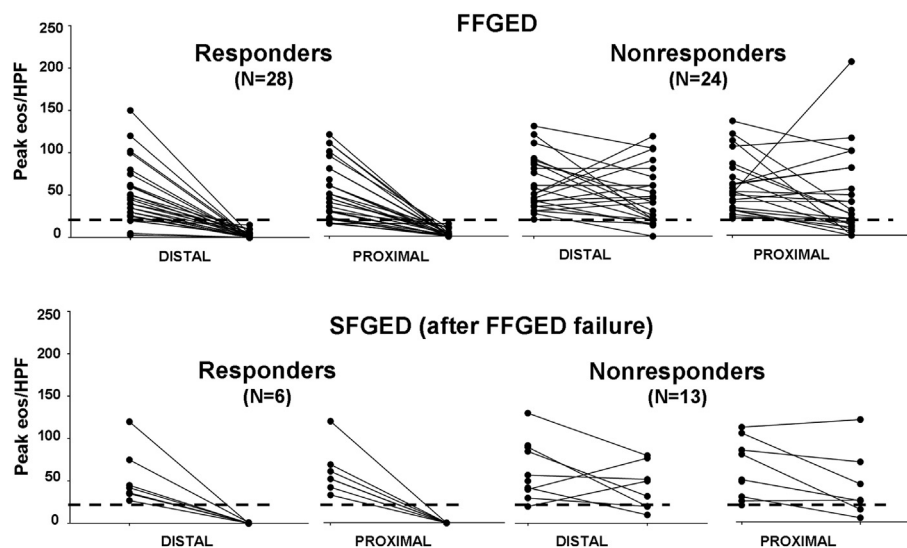 FFGED
Responders
(N=28)
Nonresponders
(N=24)
Peak eos/HPF
250
200
150
100
50
0
DISTAL
PROXIMAL
DISTAL
PROXIMAL
SFGED (after FFGED failure)
Responders
(N=6)
Nonresponders
(N=13)
Peak eos/HPF
250
200
150
100
50
0
DISTAL
PROXIMAL
DISTAL
PROXIMAL